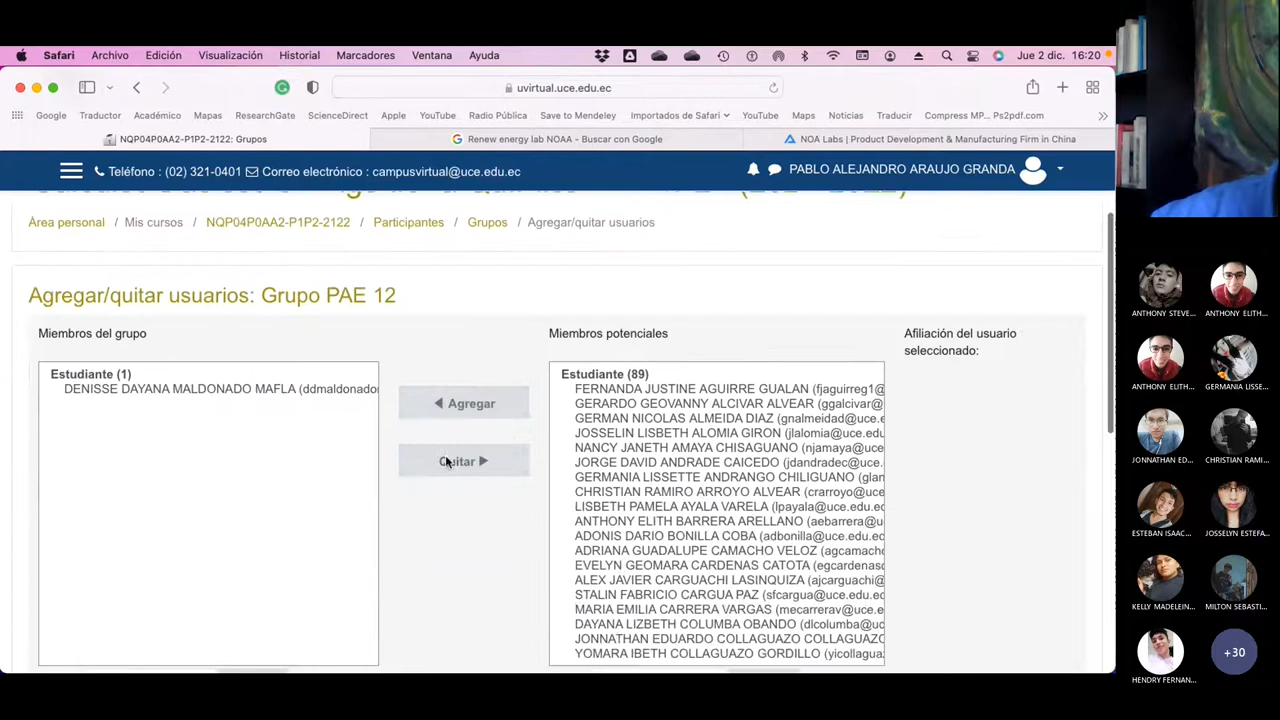 Safari Archivo Edición Visualización Historial Marcadores Ventana Ayuda Jue 2 dic. 16:20
uvirtual.uce.edu.ec
Google Traductor Académico Mapas ResearchGate ScienceDirect Apple YouTube Radio Pública Save to Mendeley Importados de Safari YouTube Maps Noticias Traducir Compress MP... Ps2pdf.com
NQP04P0AA2-P1P2-2122: Grupos Renew energy lab NOAA - Buscar con Google NOA Labs | Product Development & Manufacturing Firm in China
Teléfono : (02) 321-0401 Correo electrónico : campusvirtual@uce.edu.ec PABLO ALEJANDRO ARAUJO GRANDA
Área personal / Mis cursos / NQP04P0AA2-P1P2-2122 / Participantes / Grupos / Agregar/quitar usuarios
Agregar/quitar usuarios: Grupo PAE 12
Miembros del grupo
Estudiante (1)
DENISSE DAYANA MALDONADO MAFLA (ddmaldonado
Agregar
Quitar
Miembros potenciales
Estudiante (89)
FERNANDA JUSTINE AGUIRRE GUALAN (fjaguirreg1@
GERARDO GEOVANNY ALCIVAR ALVEAR (ggalcivar@
GERMAN NICOLAS ALMEIDA DIAZ (gnalmeidad@uce.e
JOSSELIN LISBETH ALOMIA GIRON (jlalomia@uce.edu
NANCY JANETH AMAYA CHISAGUANO (njamaya@uce
JORGE DAVID ANDRADE CAICEDO (jdandradec@uce.
GERMANIA LISSETTE ANDRANGO CHILIGUANO (glan
CHRISTIAN RAMIRO ARROYO ALVEAR (crarroyo@uce
LISBETH PAMELA AYALA VARELA (lpayala@uce.edu.ec
ANTHONY ELITH BARRERA ARELLANO (aebarrera@u
ADONIS DARIO BONILLA COBA (adbonilla@uce.edu.ec
ADRIANA GUADALUPE CAMACHO VELOZ (agcamacho
EVELYN GEOMARA CARDENAS CATOTA (egcardenas
ALEX JAVIER CARGUACHI LASINQUIZA (ajcarguachi@
STALIN FABRICIO CARGUA PAZ (sfcargua@uce.edu.ec
MARIA EMILIA CARRERA VARGAS (mecarrerav@uce.e
DAYANA LIZBETH COLUMBA OBANDO (dlcolumba@uc
JONNATHAN EDUARDO COLLAGUAZO COLLAGUAZO
YOMARA IBETH COLLAGUAZO GORDILLO (yicollagua
Afiliación del usuario
seleccionado:
ANTHONY STEVE... ANTHONY ELITH...
ANTHONY ELITH... GERMANIA LISSE...
JONNATHAN ED... CHRISTIAN RAMI...
ESTEBAN ISAAC... JOSSELYN ESTEFA...
KELLY MADELEIN... MILTON SEBASTI...
HENDRY FERNAN... +30